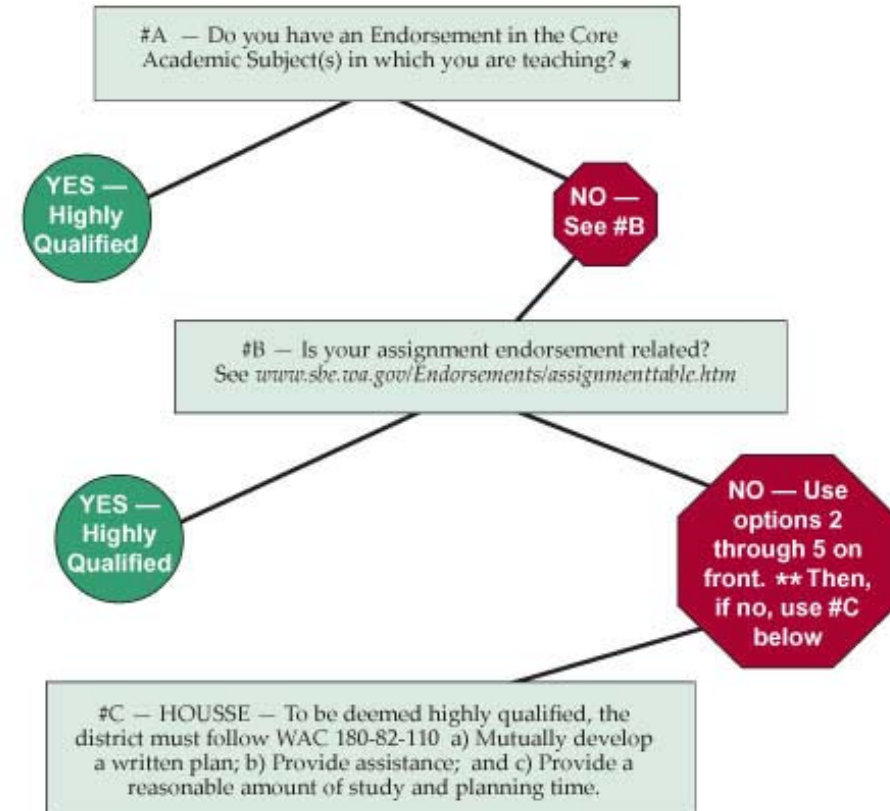 #A — Do you have an Endorsement in the Core
Academic Subject(s) in which you are teaching?*
YES —
Highly
Qualified
NO —
See #B
#B — Is your assignment endorsement related?
See www.sbe.wa.gov/Endorsements/assignmenttable.htm
YES —
Highly
Qualified
NO — Use
options 2
through 5 on
front. ** Then,
if no, use #C
below
#C — HOUSSE — To be deemed highly qualified, the
district must follow WAC 180-82-110 a) Mutually develop
a written plan; b) Provide assistance; and c) Provide a
reasonable amount of study and planning time.